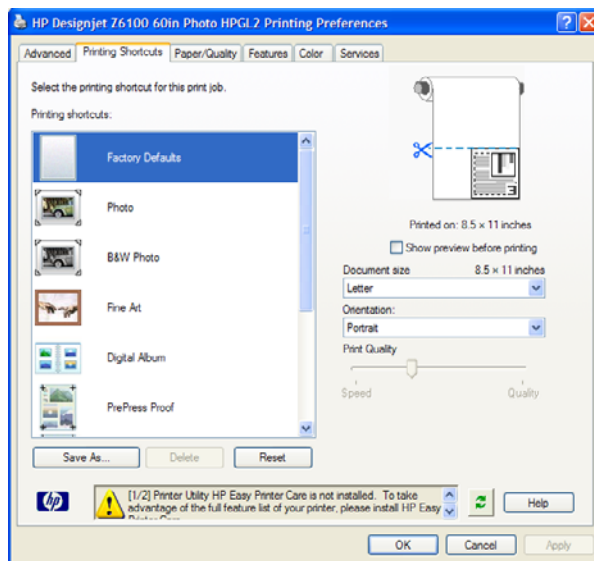 HP Designjet Z6100 60in Photo HPGL2 Printing Preferences
Advanced Printing Shortcuts Paper/Quality Features Color Services
Select the printing shortcut for this print job.
Printing shortcuts:
Factory Defaults
Photo
B&W Photo
Fine Art
Digital Album
PrePress Proof
Save As... Delete Reset
Printed on: 8.5 × 11 inches
Show preview before printing
Document size 8.5 × 11 inches
Letter
Orientation:
Portrait
Print Quality
Speed Quality
hp
[1/2] Printer Utility HP Easy Printer Care is not installed. To take
advantage of the full feature list of your printer, please install HP Easy
Printer Care
Help
OK Cancel Apply